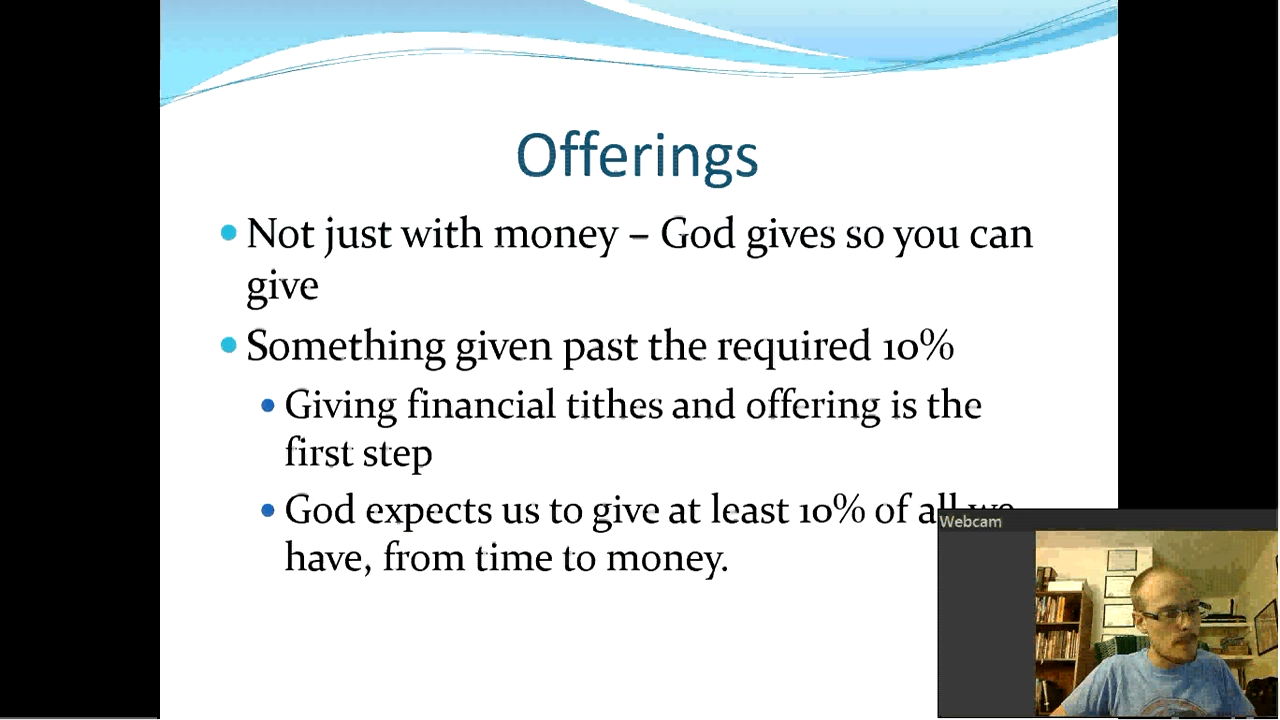 Offerings
Not just with money – God gives so you can
give
Something given past the required 10%
Giving financial tithes and offering is the
first step
God expects us to give at least 10% of all we
have, from time to money.
Webcam